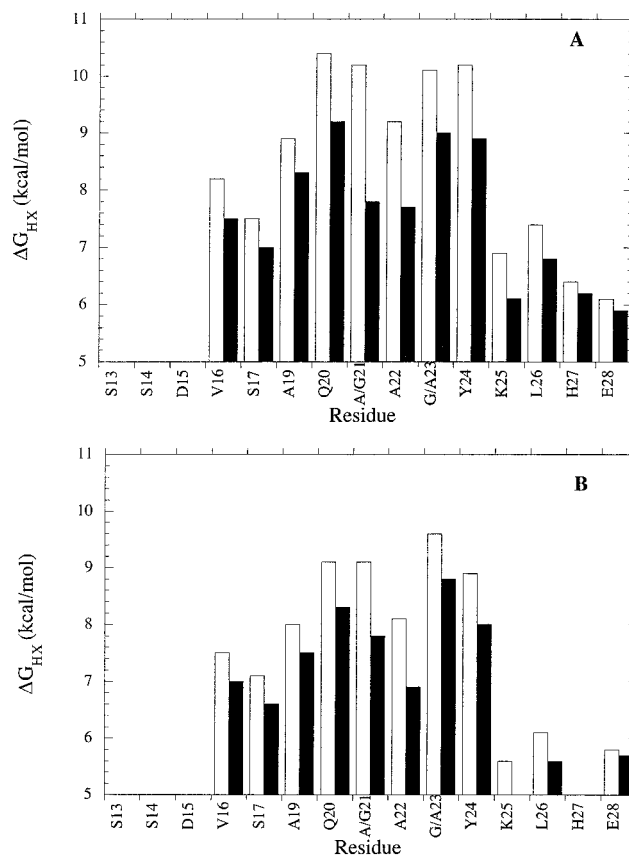 11
A
10
9
8
7
6
5
ΔG_HX (kcal/mol)
S13
S14
D15
V16
S17
A19
Q20
A/G21
A22
G/A23
Y24
K25
L26
H27
E28
Residue
11
B
10
9
8
7
6
5
ΔG_HX (kcal/mol)
S13
S14
D15
V16
S17
A19
Q20
A/G21
A22
G/A23
Y24
K25
L26
H27
E28
Residue